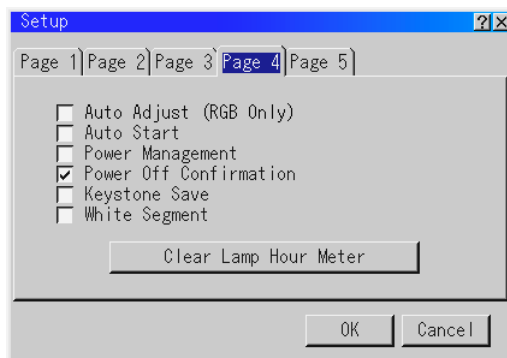 Setup ? ×
Page 1 Page 2 Page 3 Page 4 Page 5
Auto Adjust (RGB Only)
Auto Start
Power Management
Power Off Confirmation
Keystone Save
White Segment
Clear Lamp Hour Meter
OK Cancel